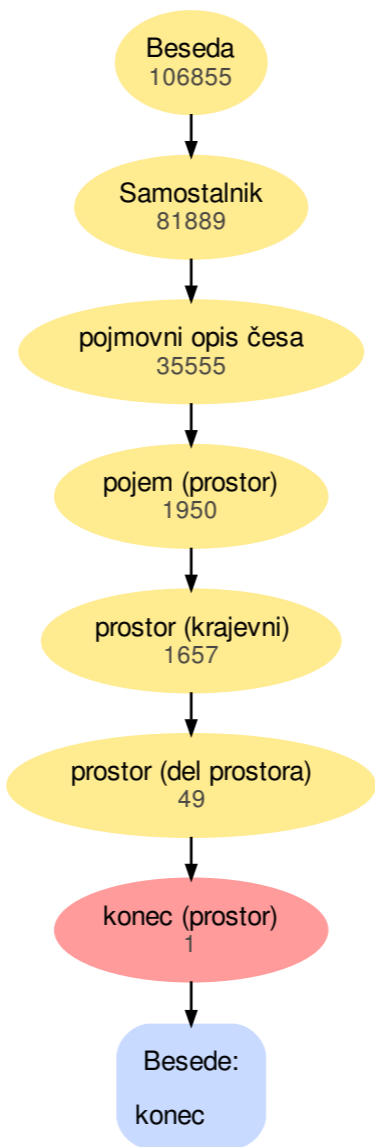 Beseda
106855
Samostalnik
81889
pojmovni opis česa
35555
pojem (prostor)
1950
prostor (krajevni)
1657
prostor (del prostora)
49
konec (prostor)
1
Besede:
konec